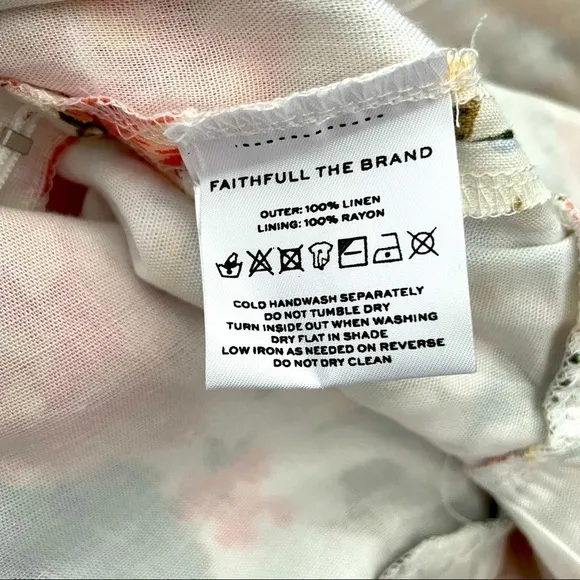 FAITHFULL THE BRAND
OUTER: 100% LINEN
LINING: 100% RAYON
COLD HANDWASH SEPARATELY
DO NOT TUMBLE DRY
TURN INSIDE OUT WHEN WASHING
DRY FLAT IN SHADE
LOW IRON AS NEEDED ON REVERSE
DO NOT DRY CLEAN